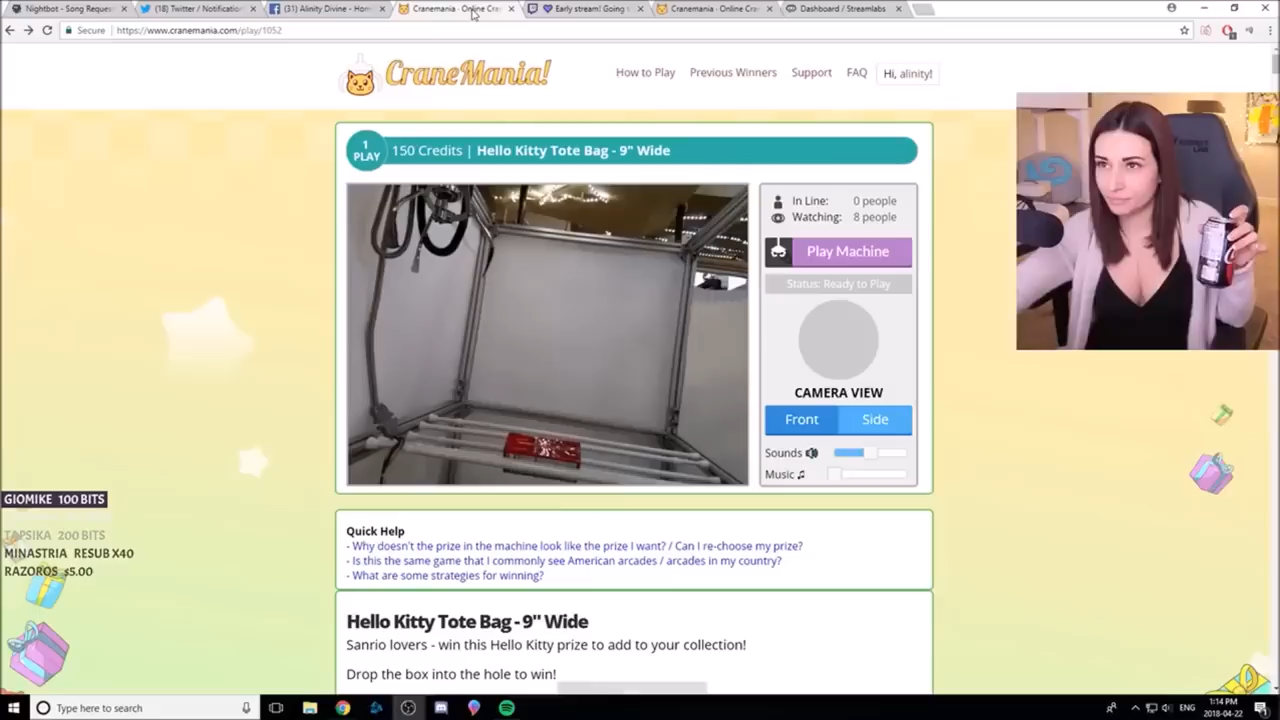 Nightbot - Song Reques
(18) Twitter / Notification
(31) Alinity Divine - Hom
Cranemania - Online Cra
Early stream! Going
Cranemania - Online Cra
Dashboard / Streamlabs
Secure
https://www.cranemania.com/play/1052
CraneMania!
How to Play
Previous Winners
Support
FAQ
Hi, alinity!
1
PLAY
150 Credits | Hello Kitty Tote Bag - 9" Wide
In Line: 0 people
Watching: 8 people
Play Machine
Status: Ready to Play
CAMERA VIEW
Front
Side
Sounds
Music
GIOMIKE 100 BITS
TAPSIKA 200 BITS
MINASTRIA RESUB X40
RAZOROS $5.00
Quick Help
- Why doesn't the prize in the machine look like the prize I want? / Can I re-choose my prize?
- Is this the same game that I commonly see American arcades / arcades in my country?
- What are some strategies for winning?
Hello Kitty Tote Bag - 9" Wide
Sanrio lovers - win this Hello Kitty prize to add to your collection!
Drop the box into the hole to win!
Type here to search
ENG
1:14 PM
2018-04-22